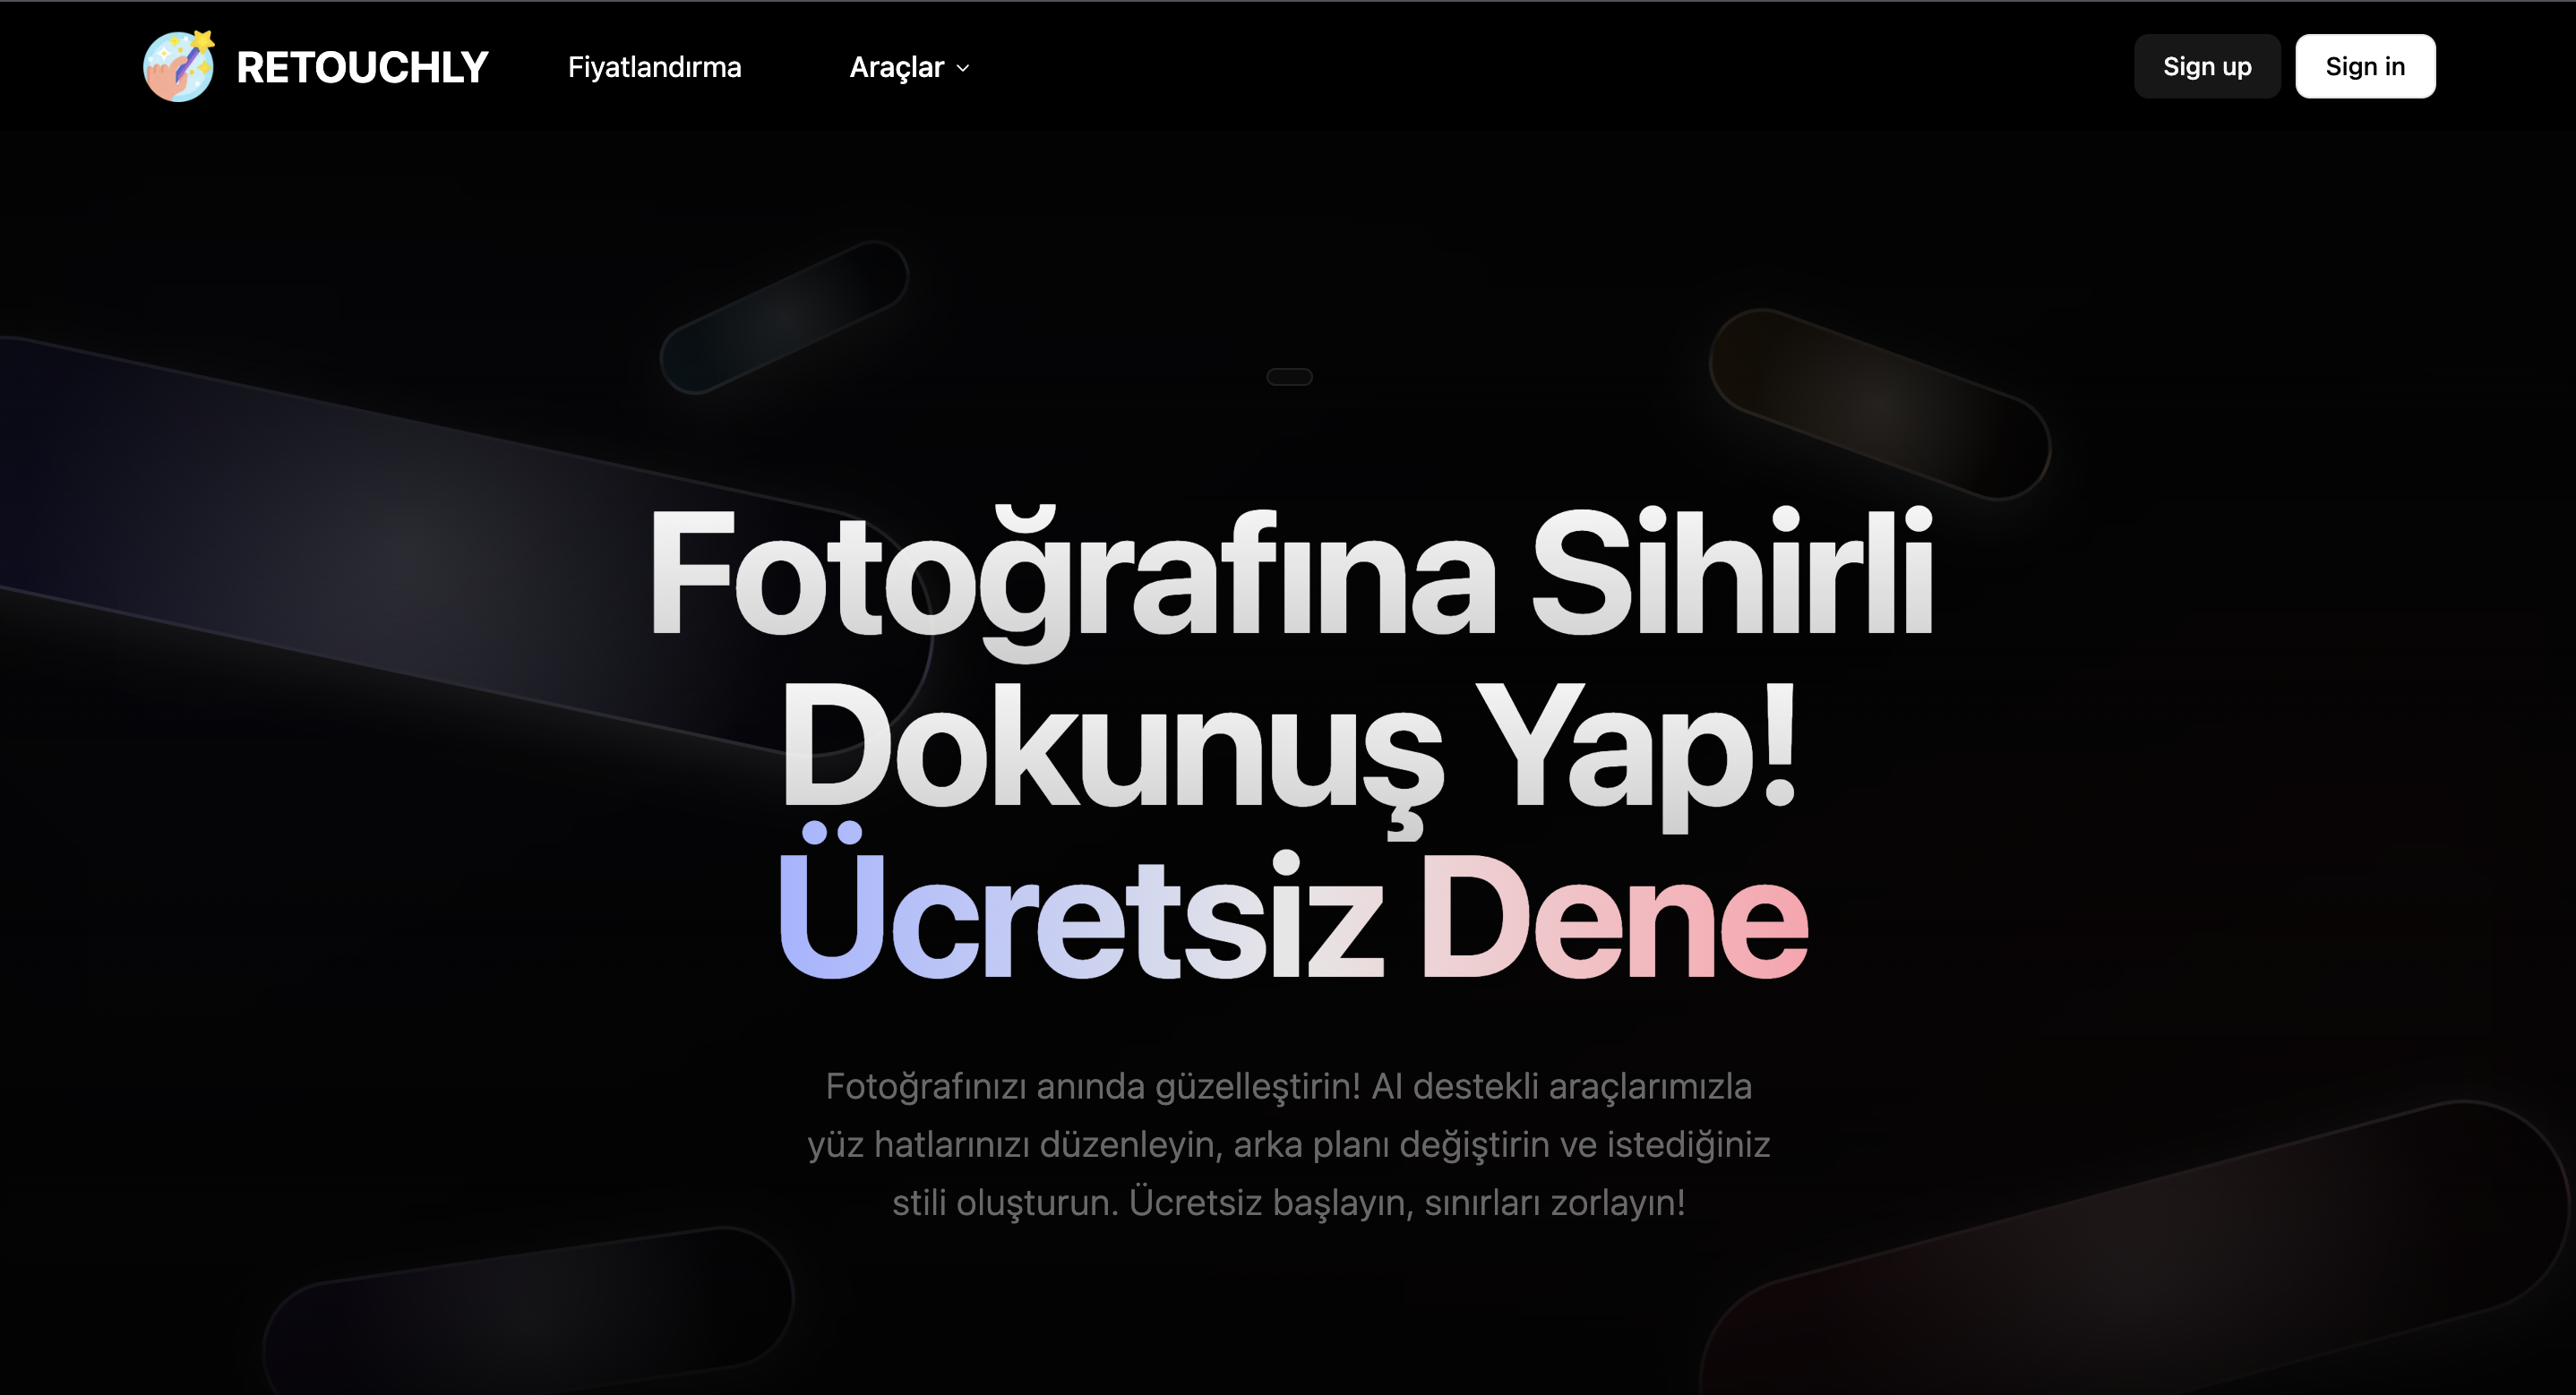 RETOUCHLY
Fiyatlandırma
Araçlar
Sign up
Sign in
Fotoğrafına Sihirli
Dokunuş Yap!
Ücretsiz Dene
Fotoğrafınızı anında güzelleştirin! AI destekli araçlarımızla
yüz hatlarınızı düzenleyin, arka planı değiştirin ve istediğiniz
stili oluşturun. Ücretsiz başlayın, sınırları zorlayın!